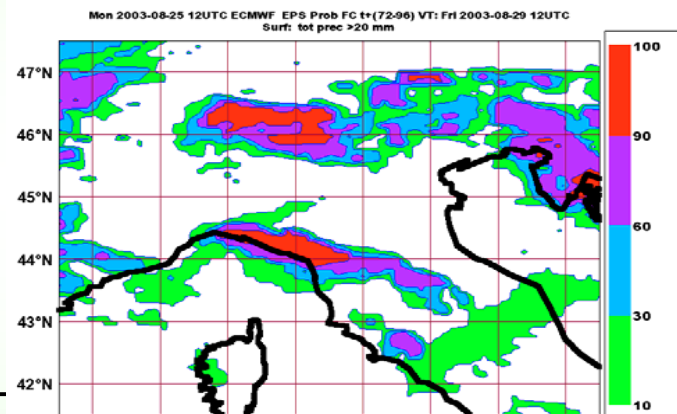 Mon 2003-08-25 12UTC ECMWF EPS Prob FC t+(72-96) VT: Fri 2003-08-29 12UTC
Surf: tot prec >20 mm
100
47°N
46°N
90
45°N
60
44°N
43°N
30
42°N
10